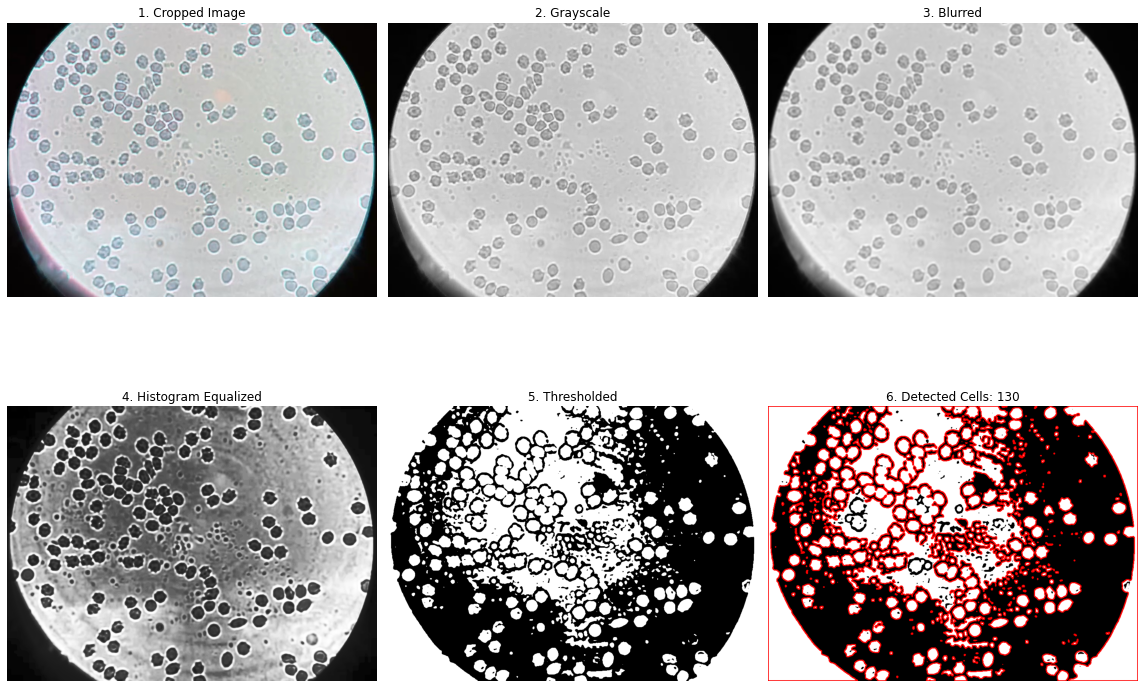 1. Cropped Image
2. Grayscale
3. Blurred
4. Histogram Equalized
5. Thresholded
6. Detected Cells: 130